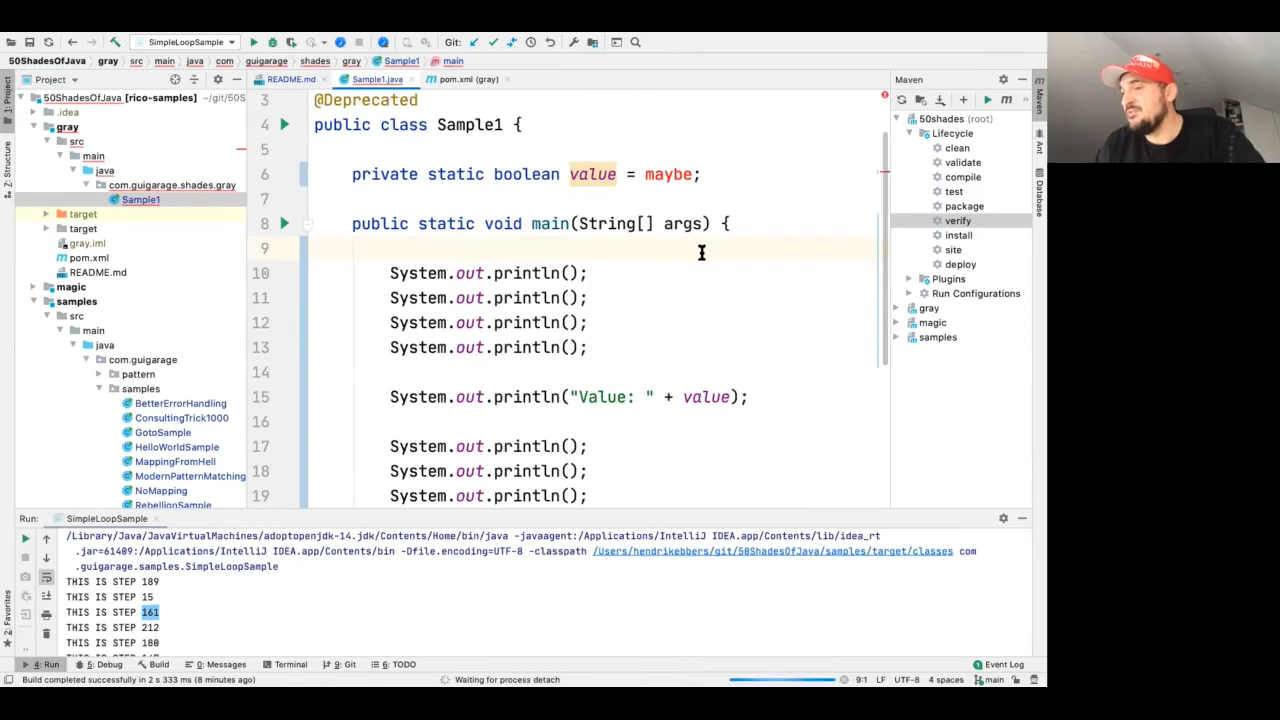 SimpleLoopSample
Git:
50ShadesOfJava
gray
src
main
java
com
guigarage
shades
gray
Sample1
main
Project
README.md
Sample1.java
pom.xml (gray)
Maven
1: Project
Z: Structure
2: Favorites
Maven
Ant
Database
50ShadesOfJava [rico-samples] ~/git/50S
.idea
gray
src
main
java
com.guigarage.shades.gray
Sample1
target
target
gray.iml
pom.xml
README.md
magic
samples
src
main
java
com.guigarage
pattern
samples
BetterErrorHandling
ConsultingTrick1000
GotoSample
HelloWorldSample
MappingFromHell
ModernPatternMatching
NoMapping
RebellionSample
3 @Deprecated
4 public class Sample1 {
5
6 private static boolean value = maybe;
7
8 public static void main(String[] args) {
9
10 System.out.println();
11 System.out.println();
12 System.out.println();
13 System.out.println();
14
15 System.out.println("Value: " + value);
16
17 System.out.println();
18 System.out.println();
19 System.out.println();
50shades (root)
Lifecycle
clean
validate
compile
test
package
verify
install
site
deploy
Plugins
Run Configurations
gray
magic
samples
Run: SimpleLoopSample
/Library/Java/JavaVirtualMachines/adoptopenjdk-14.jdk/Contents/Home/bin/java -javaagent:/Applications/IntelliJ IDEA.app/Contents/lib/idea_rt
.jar=61409:/Applications/IntelliJ IDEA.app/Contents/bin -Dfile.encoding=UTF-8 -classpath /Users/hendrikebbers/git/50ShadesOfJava/samples/target/classes com
.guigarage.samples.SimpleLoopSample
THIS IS STEP 189
THIS IS STEP 15
THIS IS STEP 161
THIS IS STEP 212
THIS IS STEP 180
4: Run 5: Debug Build 0: Messages Terminal 9: Git 6: TODO Event Log
Build completed successfully in 2 s 333 ms (8 minutes ago) Waiting for process detach 9:1 LF UTF-8 4 spaces main